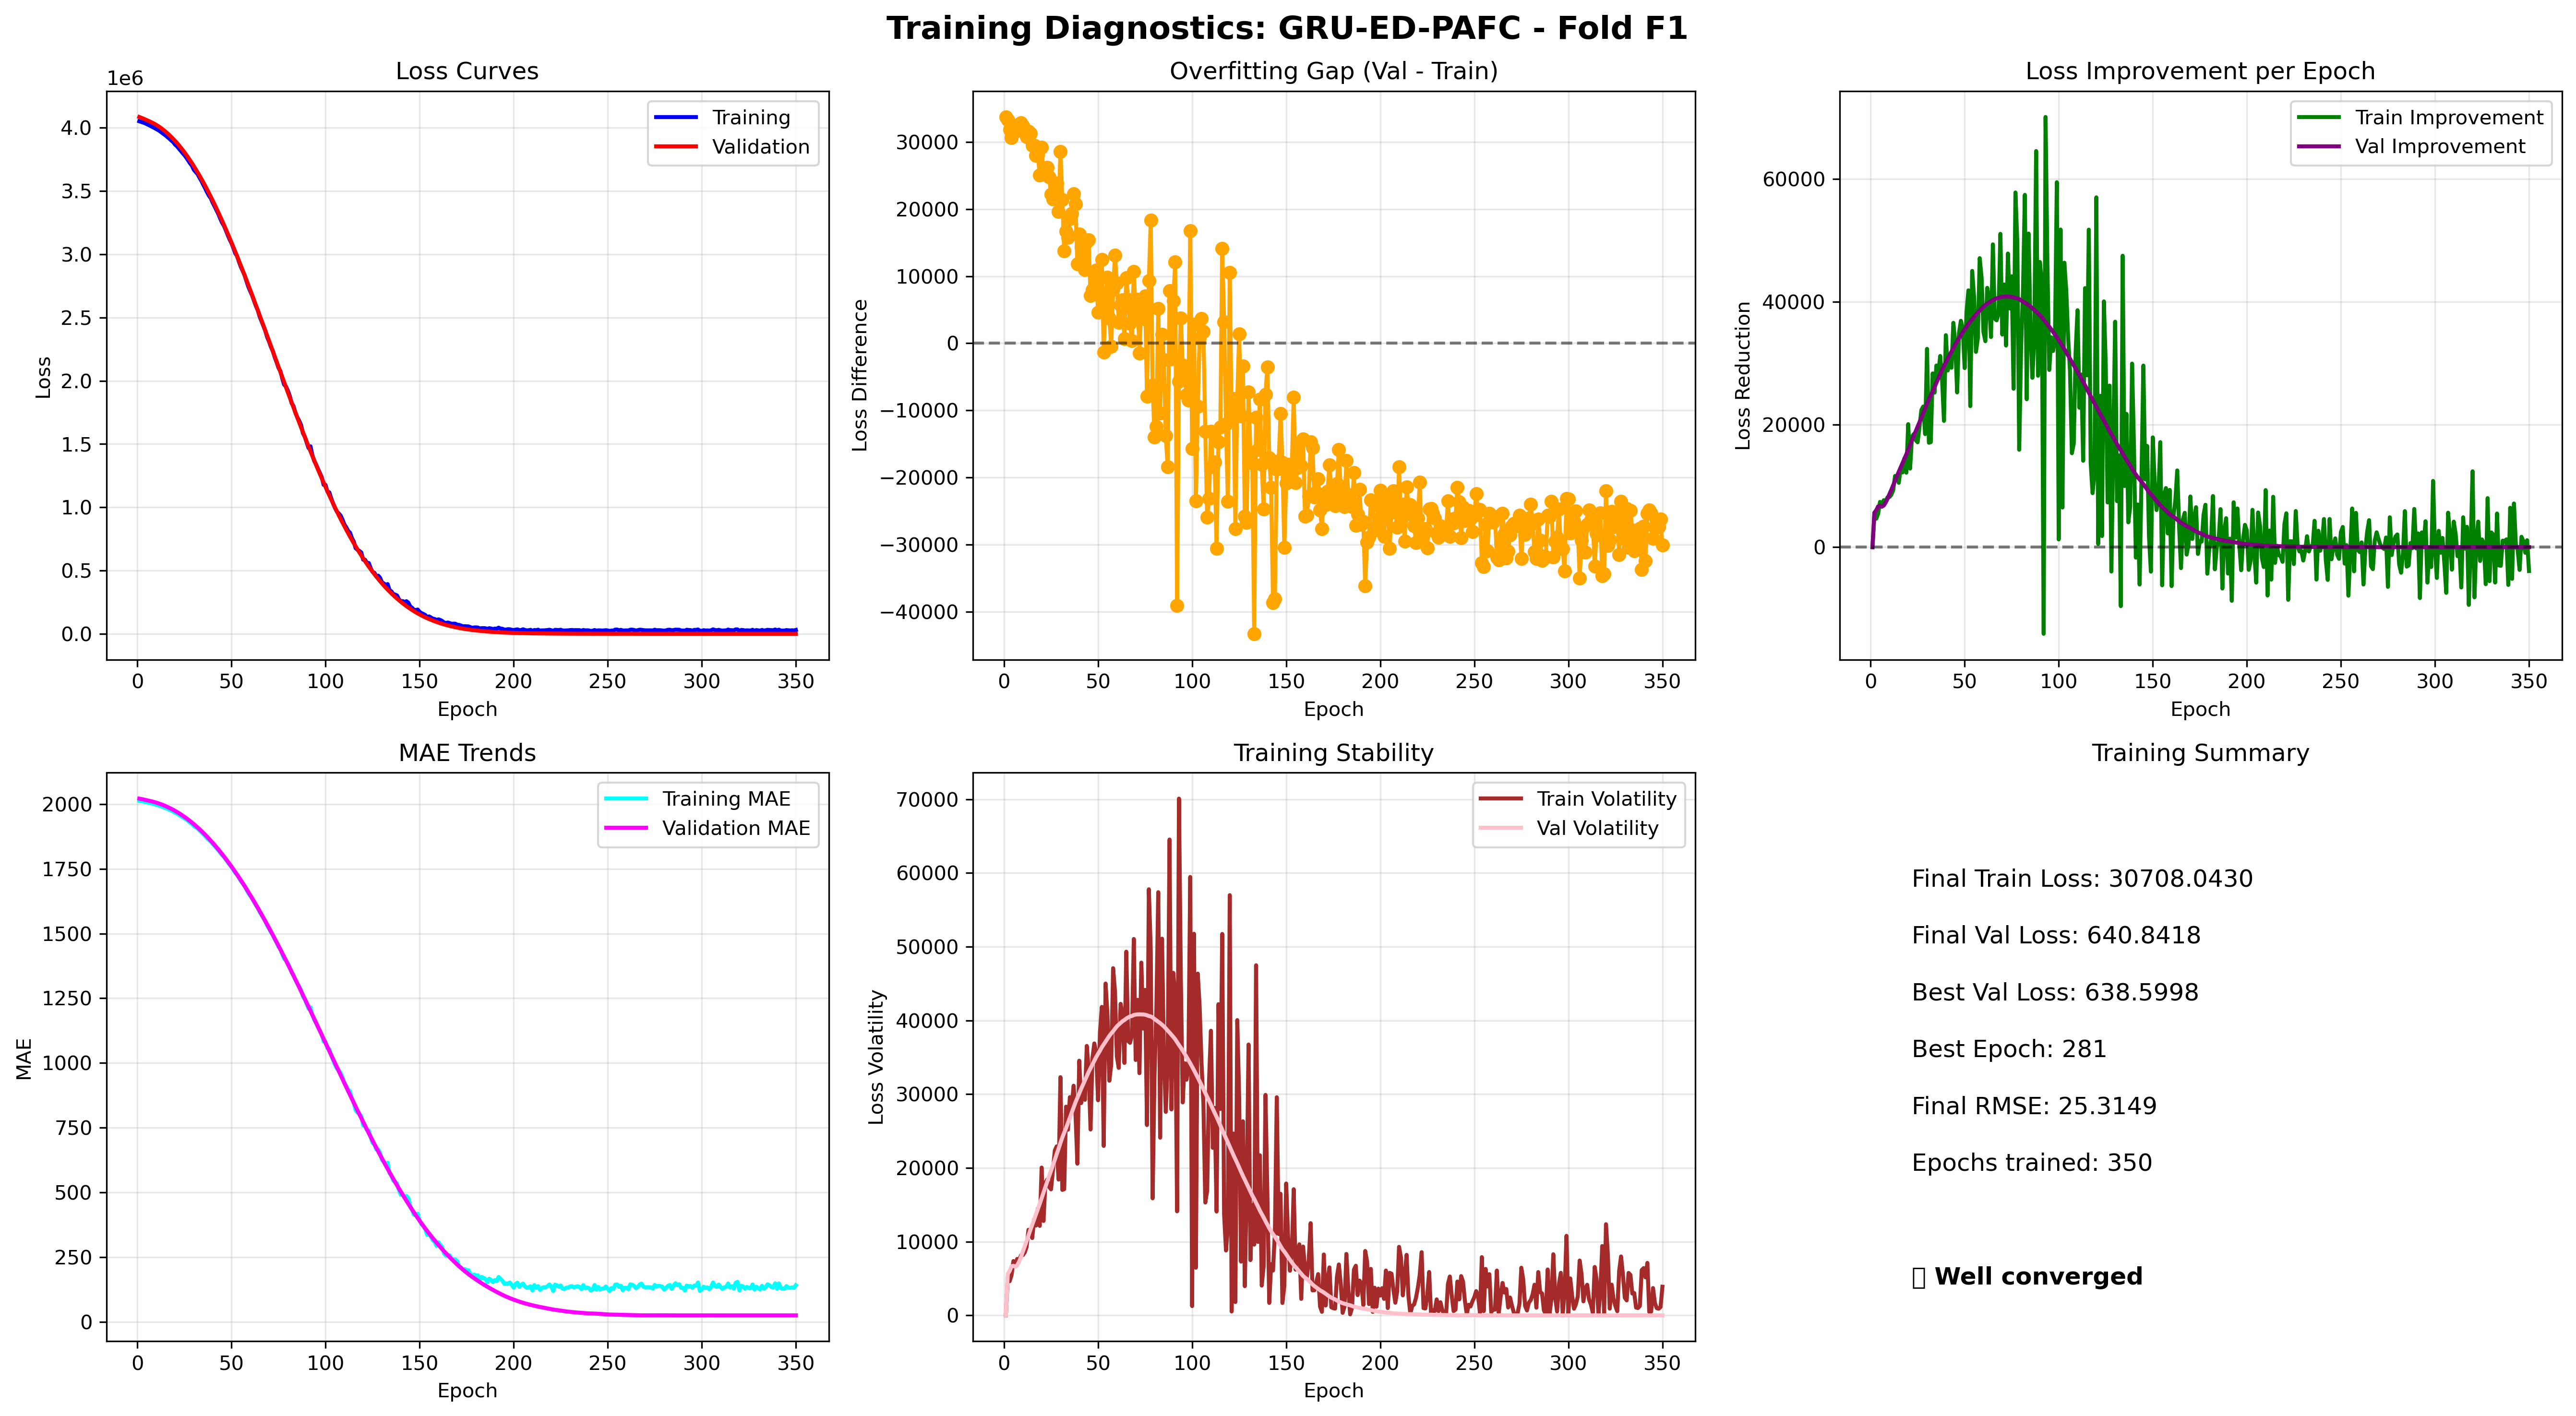 Training Diagnostics: GRU-ED-PAFC - Fold F1
Loss Curves
1e6
4.0
3.5
3.0
2.5
2.0
1.5
1.0
0.5
0.0
Loss
0 50 100 150 200 250 300 350
Epoch
Training
Validation
Overfitting Gap (Val - Train)
30000
20000
10000
0
−10000
−20000
−30000
−40000
Loss Difference
0 50 100 150 200 250 300 350
Epoch
Loss Improvement per Epoch
60000
40000
20000
0
Loss Reduction
0 50 100 150 200 250 300 350
Epoch
Train Improvement
Val Improvement
MAE Trends
2000
1750
1500
1250
1000
750
500
250
0
MAE
0 50 100 150 200 250 300 350
Epoch
Training MAE
Validation MAE
Training Stability
70000
60000
50000
40000
30000
20000
10000
0
Loss Volatility
0 50 100 150 200 250 300 350
Epoch
Train Volatility
Val Volatility
Training Summary
Final Train Loss: 30708.0430
Final Val Loss: 640.8418
Best Val Loss: 638.5998
Best Epoch: 281
Final RMSE: 25.3149
Epochs trained: 350
Well converged